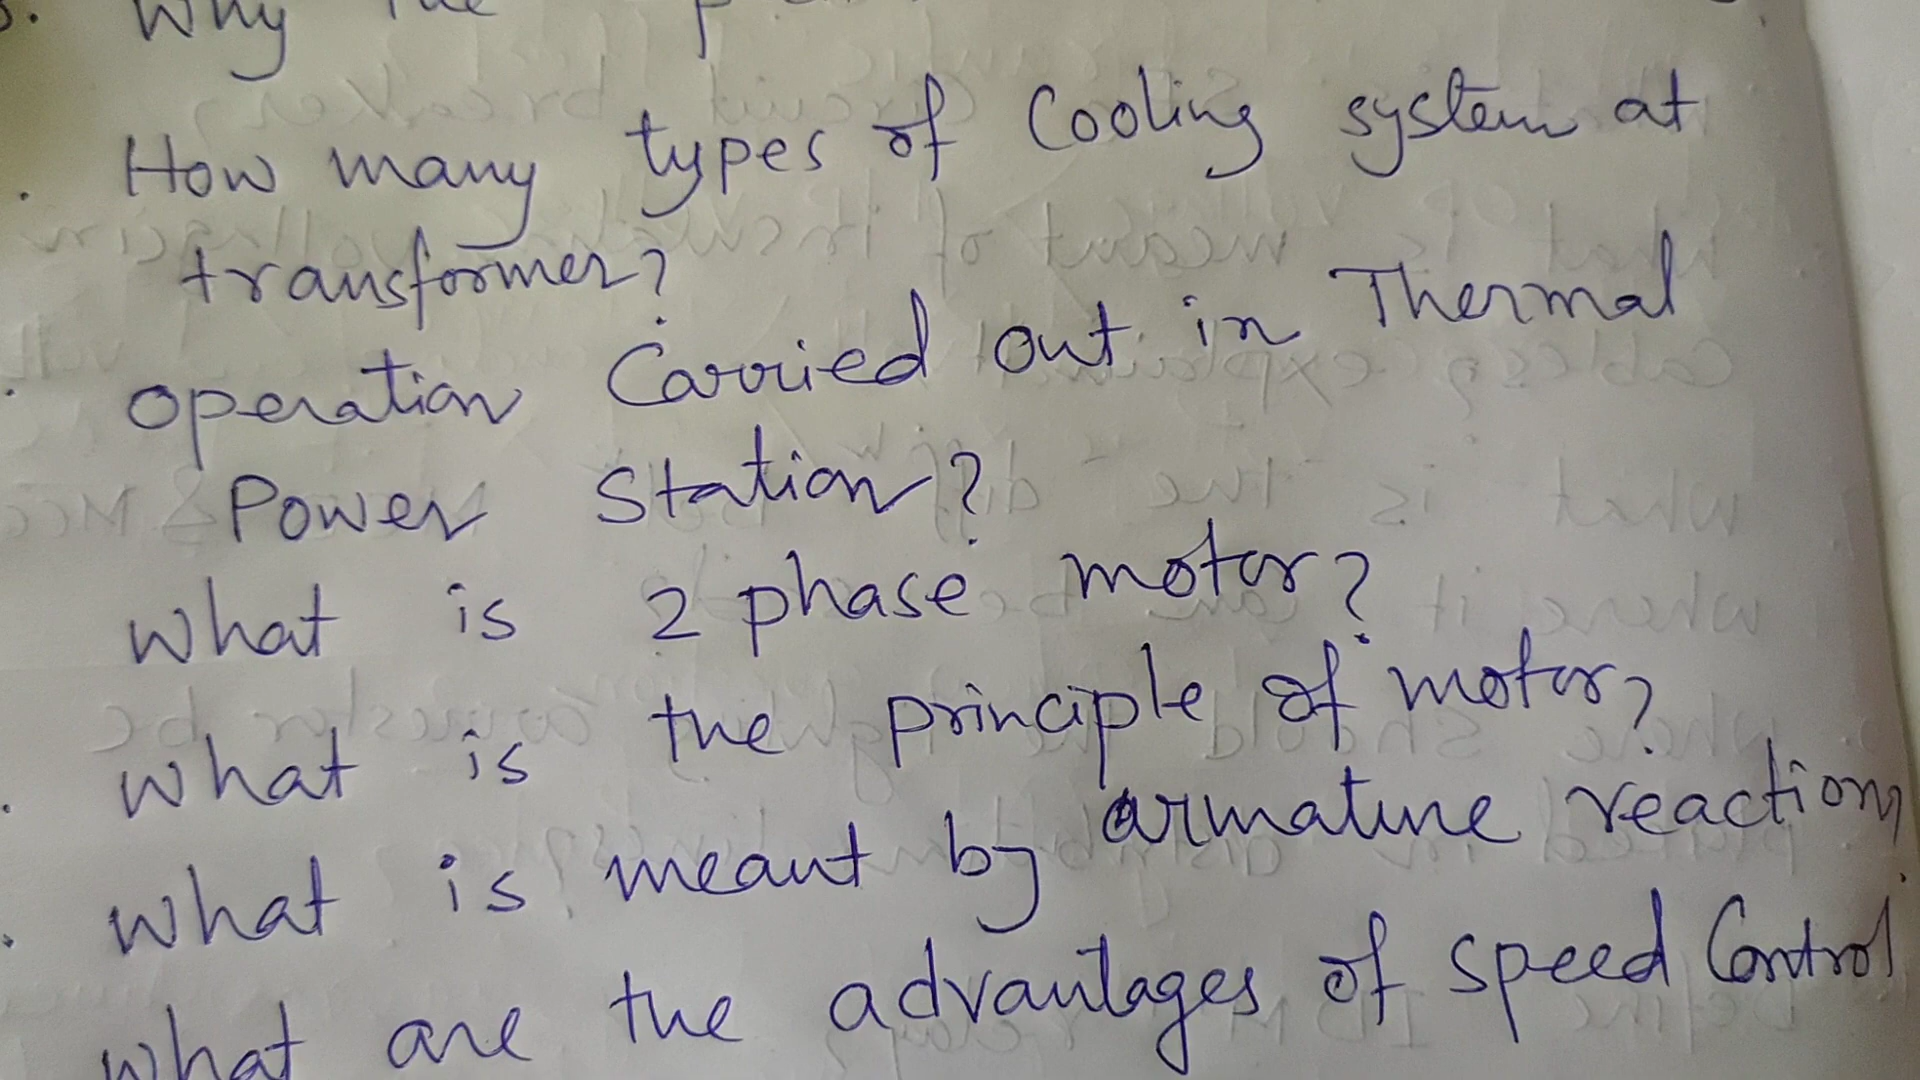 Why the
How many types of Cooling system at
transformer?
operation Carried out in Thermal
Power Station?
What is 2 phase motor?
What is the principle of motor?
What is meant by armature reaction?
What are the advantages of speed Control